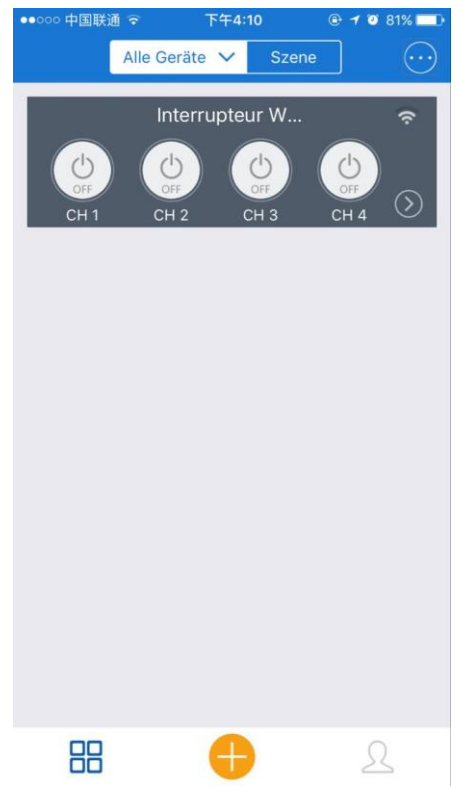 中国联通 下午4:10 81%
Alle Geräte Szene
Interrupteur W...
OFF OFF OFF OFF
CH 1 CH 2 CH 3 CH 4